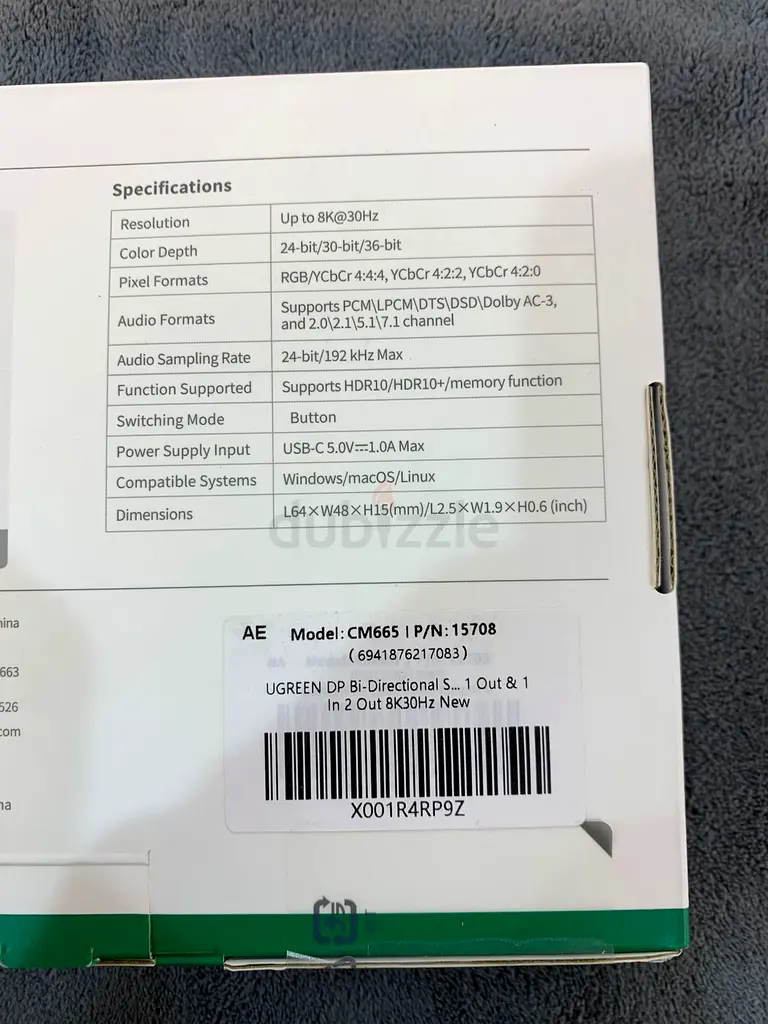 Specifications
Resolution Up to 8K@30Hz
Color Depth 24-bit/30-bit/36-bit
Pixel Formats RGB/YCbCr 4:4:4, YCbCr 4:2:2, YCbCr 4:2:0
Audio Formats Supports PCM\LPCM\DTS\DSD\Dolby AC-3,
and 2.0\2.1\5.1\7.1 channel
Audio Sampling Rate 24-bit/192 kHz Max
Function Supported Supports HDR10/HDR10+/memory function
Switching Mode Button
Power Supply Input USB-C 5.0V⎓1.0A Max
Compatible Systems Windows/macOS/Linux
Dimensions L64×W48×H15(mm)/L2.5×W1.9×H0.6 (inch)
dubizzle
AE Model: CM665 | P/N: 15708
( 6941876217083 )
UGREEN DP Bi-Directional S... 1 Out & 1
In 2 Out 8K30Hz New
X001R4RP9Z
663
526
com